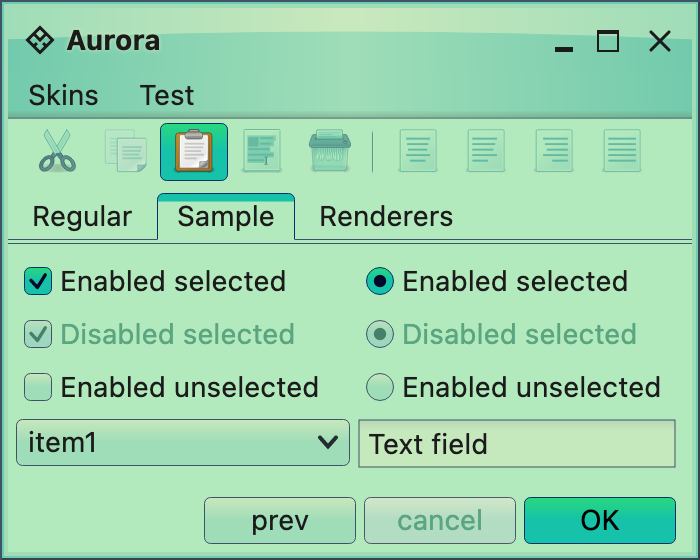 Aurora
Skins Test
Regular Sample Renderers
Enabled selected Enabled selected
Disabled selected Disabled selected
Enabled unselected Enabled unselected
item1 Text field
prev cancel OK